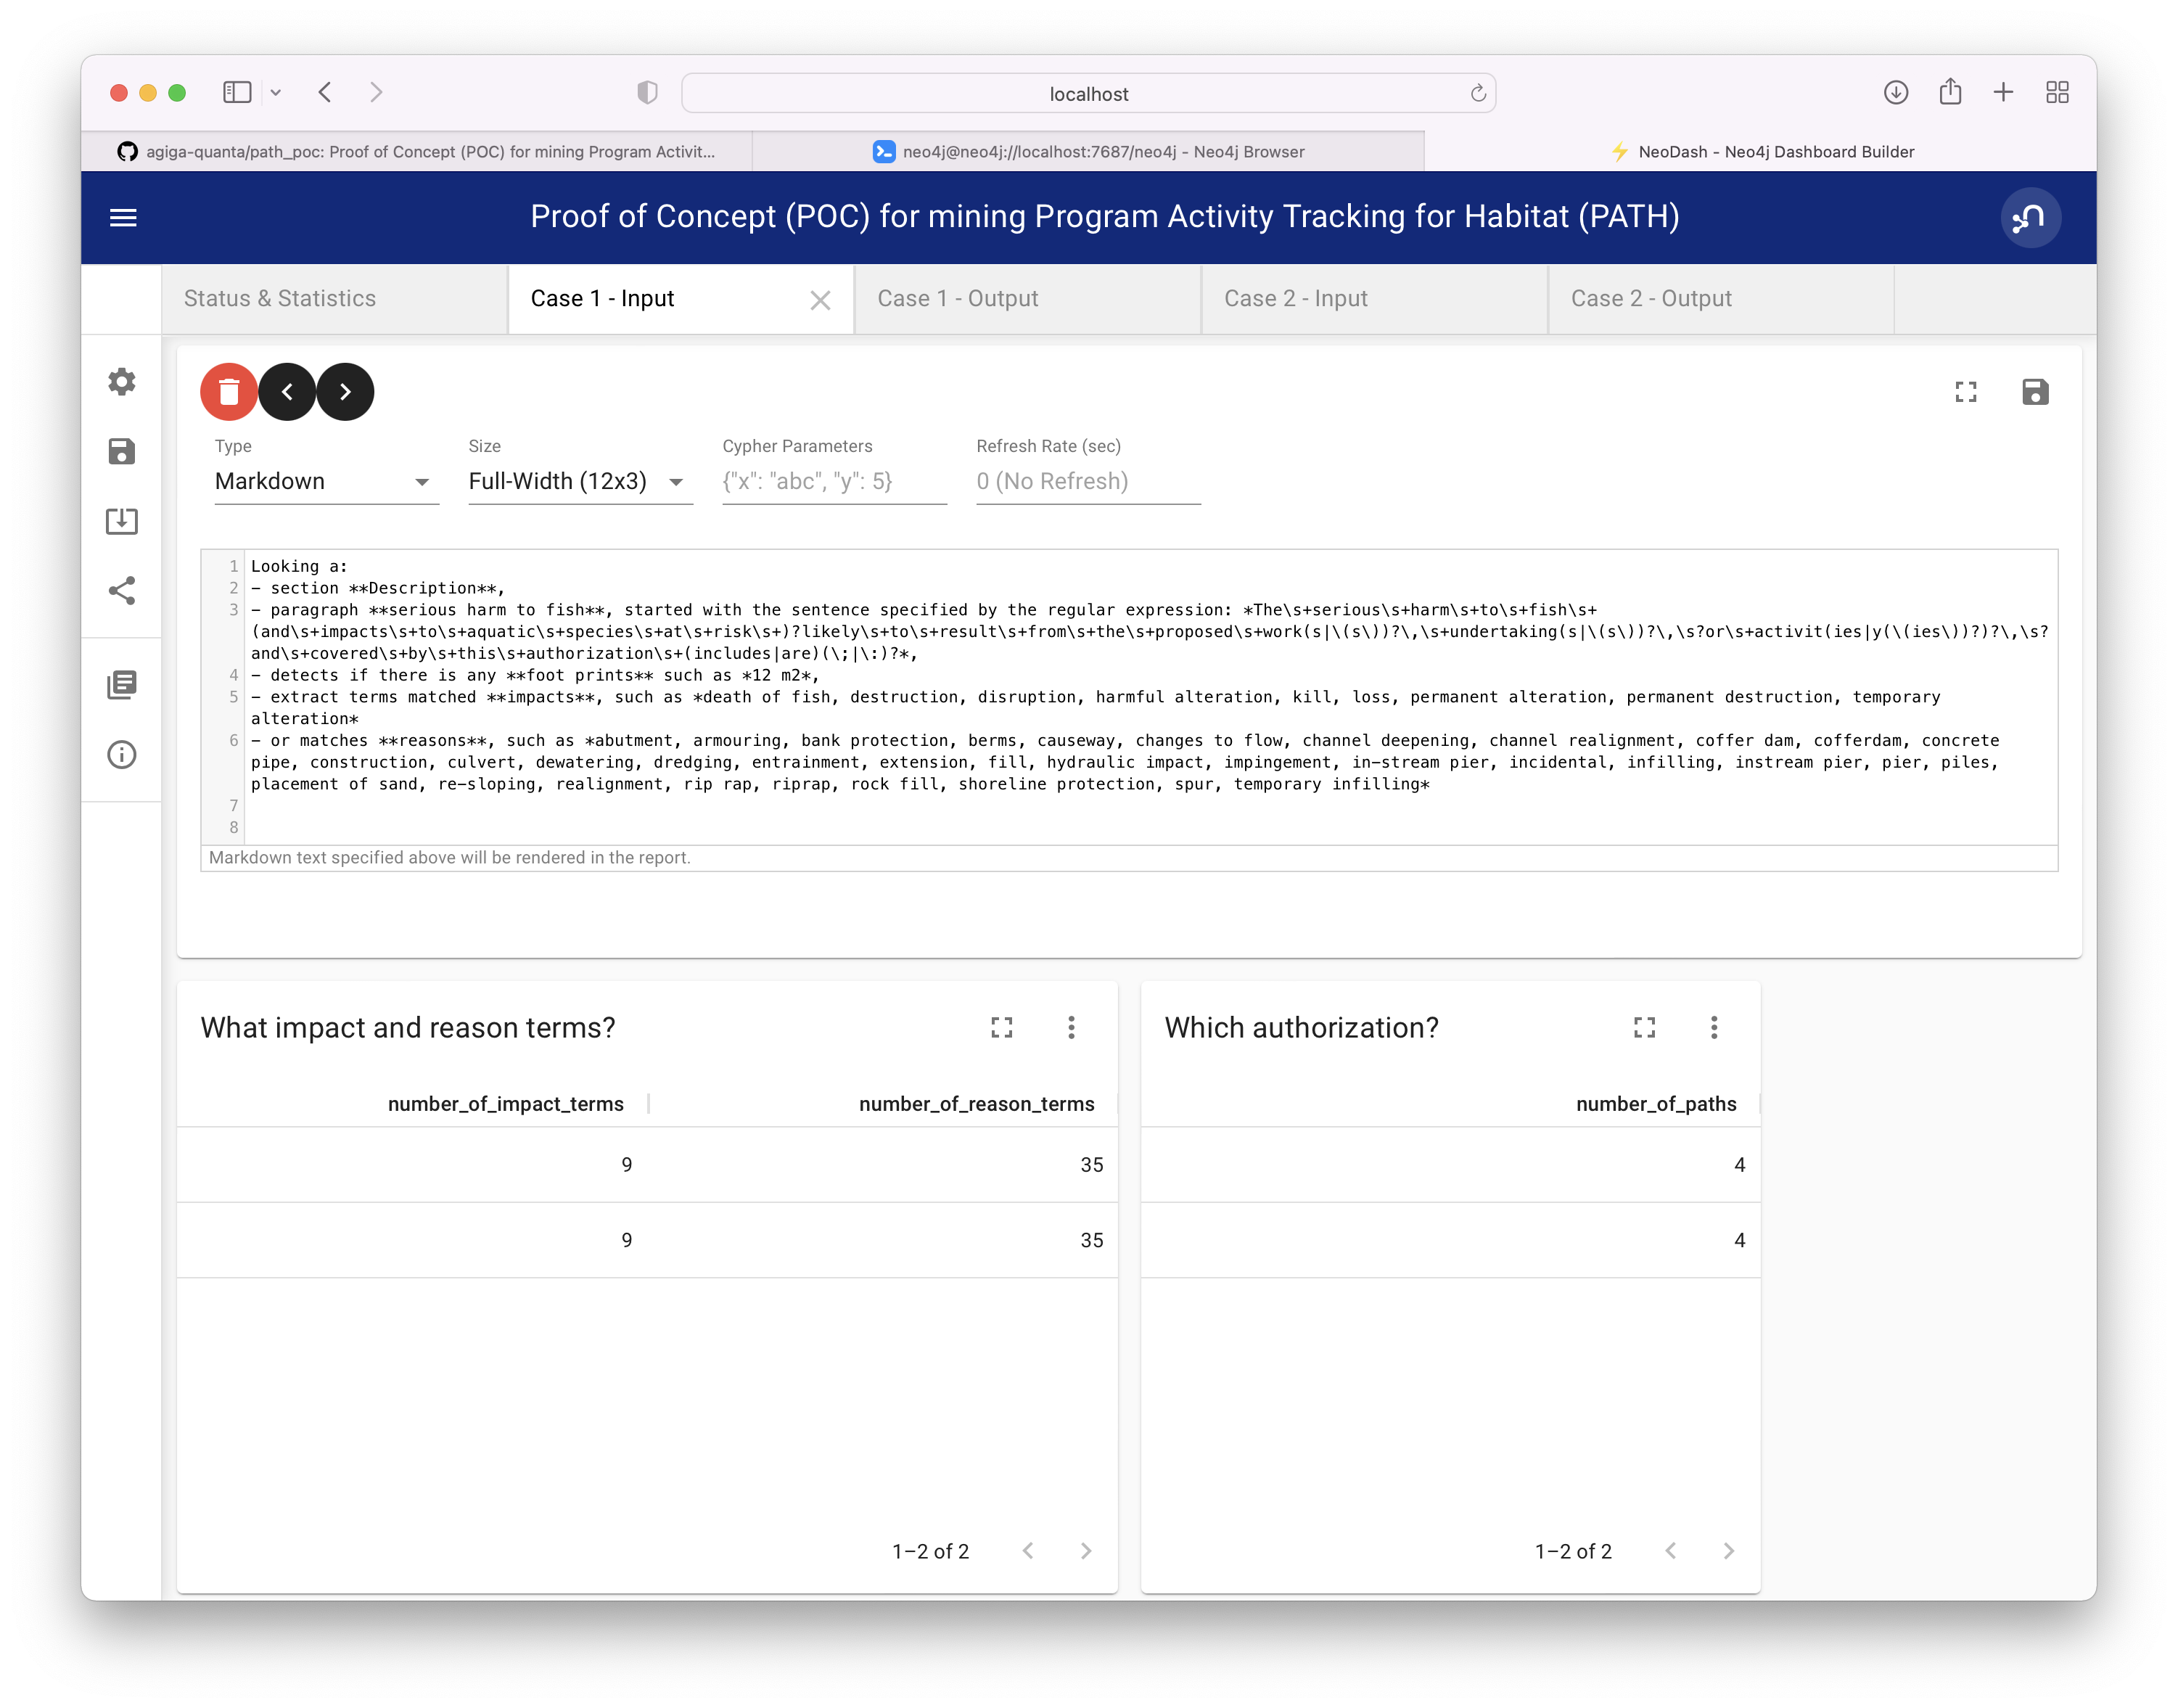 localhost
agiga-quanta/path_poc: Proof of Concept (POC) for mining Program Activit...
neo4j@neo4j://localhost:7687/neo4j - Neo4j Browser
NeoDash - Neo4j Dashboard Builder
Proof of Concept (POC) for mining Program Activity Tracking for Habitat (PATH)
Status & Statistics
Case 1 - Input
Case 1 - Output
Case 2 - Input
Case 2 - Output
Type
Size
Cypher Parameters
Refresh Rate (sec)
Markdown
Full-Width (12x3)
{"x": "abc", "y": 5}
0 (No Refresh)
1 Looking a:
2 - section **Description**,
3 - paragraph **serious harm to fish**, started with the sentence specified by the regular expression: *The\s+serious\s+harm\s+to\s+fish\s+
(and\s+impacts\s+to\s+aquatic\s+species\s+at\s+risk\s+)?likely\s+to\s+result\s+from\s+the\s+proposed\s+work(s|\(s\))?\,\s+undertaking(s|\(s\))?\,\s?or\s+activit(ies|y(\(ies\))?)?\,\s?
and\s+covered\s+by\s+this\s+authorization\s+(includes|are)(\;|\:)?*,
4 - detects if there is any **foot prints** such as *12 m2*,
5 - extract terms matched **impacts**, such as *death of fish, destruction, disruption, harmful alteration, kill, loss, permanent alteration, permanent destruction, temporary
alteration*
6 - or matches **reasons**, such as *abutment, armouring, bank protection, berms, causeway, changes to flow, channel deepening, channel realignment, coffer dam, cofferdam, concrete
pipe, construction, culvert, dewatering, dredging, entrainment, extension, fill, hydraulic impact, impingement, in-stream pier, incidental, infilling, instream pier, pier, piles,
placement of sand, re-sloping, realignment, rip rap, riprap, rock fill, shoreline protection, spur, temporary infilling*
7
8
Markdown text specified above will be rendered in the report.
What impact and reason terms?
number_of_impact_terms number_of_reason_terms
9 35
9 35
1–2 of 2
Which authorization?
number_of_paths
4
4
1–2 of 2